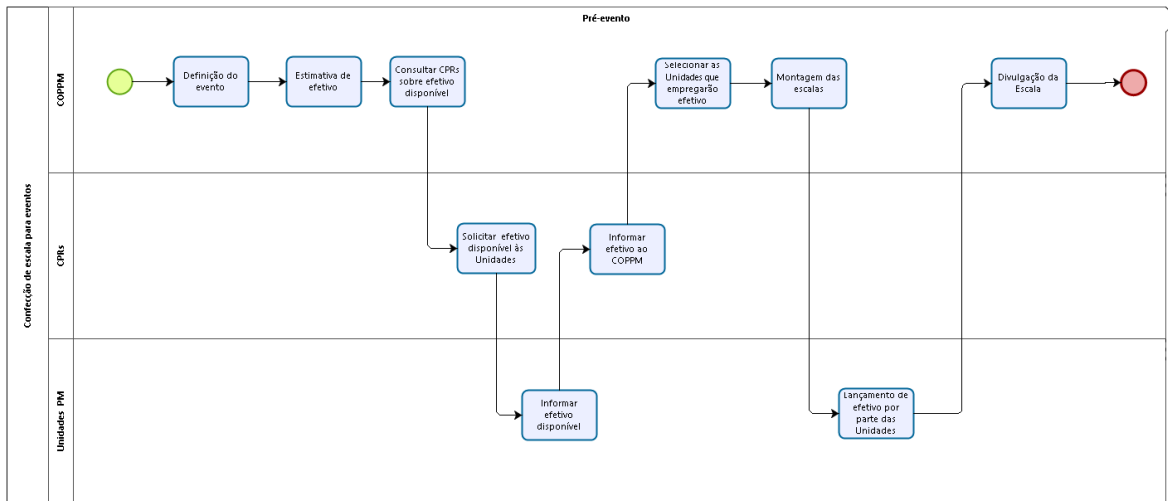 Pré-evento
Confecção de escala para eventos
COPPM
Definição do
evento
Estimativa de
efetivo
Consultar CPRs
sobre efetivo
disponível
Selecionar as
Unidades que
empregarão
efetivo
Montagem das
escalas
Divulgação da
Escala
CPRs
Solicitar efetivo
disponível às
Unidades
Informar
efetivo ao
COPPM
Unidades PM
Informar
efetivo
disponível
Lançamento de
efetivo por
parte das
Unidades